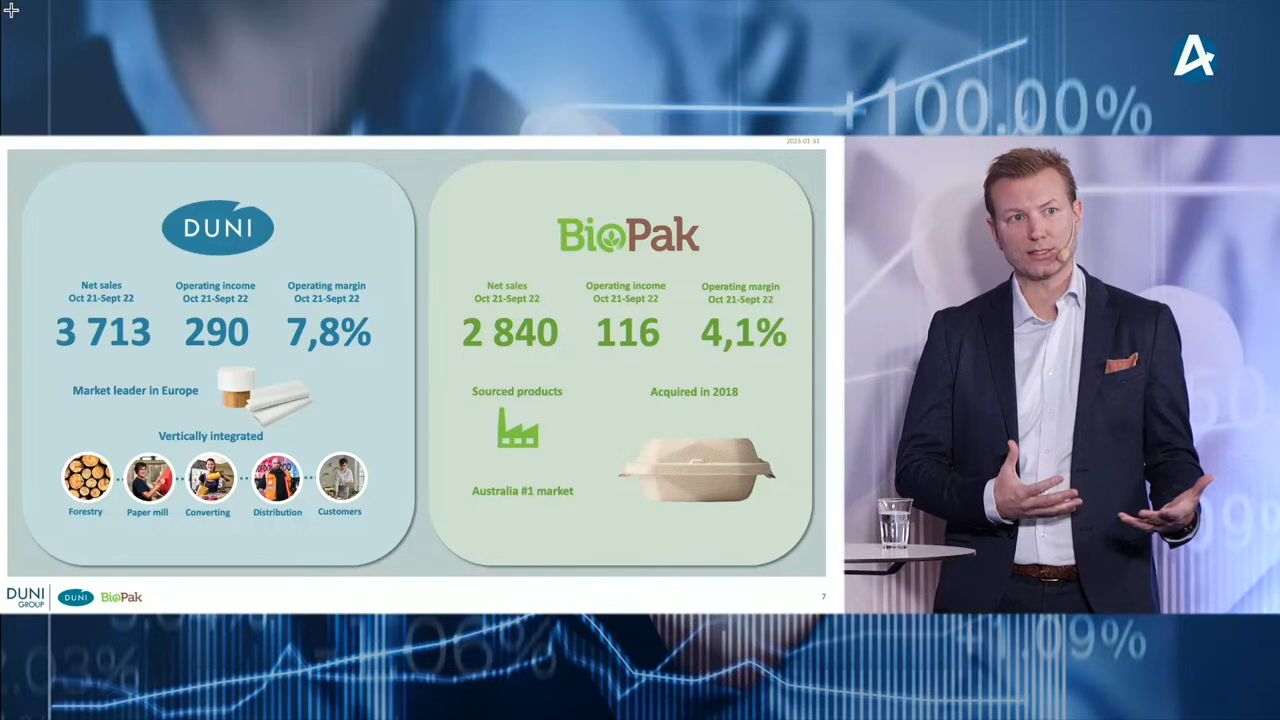 +100.00%
2023-01-31
DUNI
Net sales
Oct 21-Sept 22
3 713
Operating income
Oct 21-Sept 22
290
Operating margin
Oct 21-Sept 22
7,8%
Market leader in Europe
Vertically integrated
Forestry
Paper mill
Converting
Distribution
Customers
BioPak
Net sales
Oct 21-Sept 22
2 840
Operating income
Oct 21-Sept 22
116
Operating margin
Oct 21-Sept 22
4,1%
Sourced products
Acquired in 2018
Australia #1 market
DUNI
GROUP
DUNI
BioPak
7
+1.09%